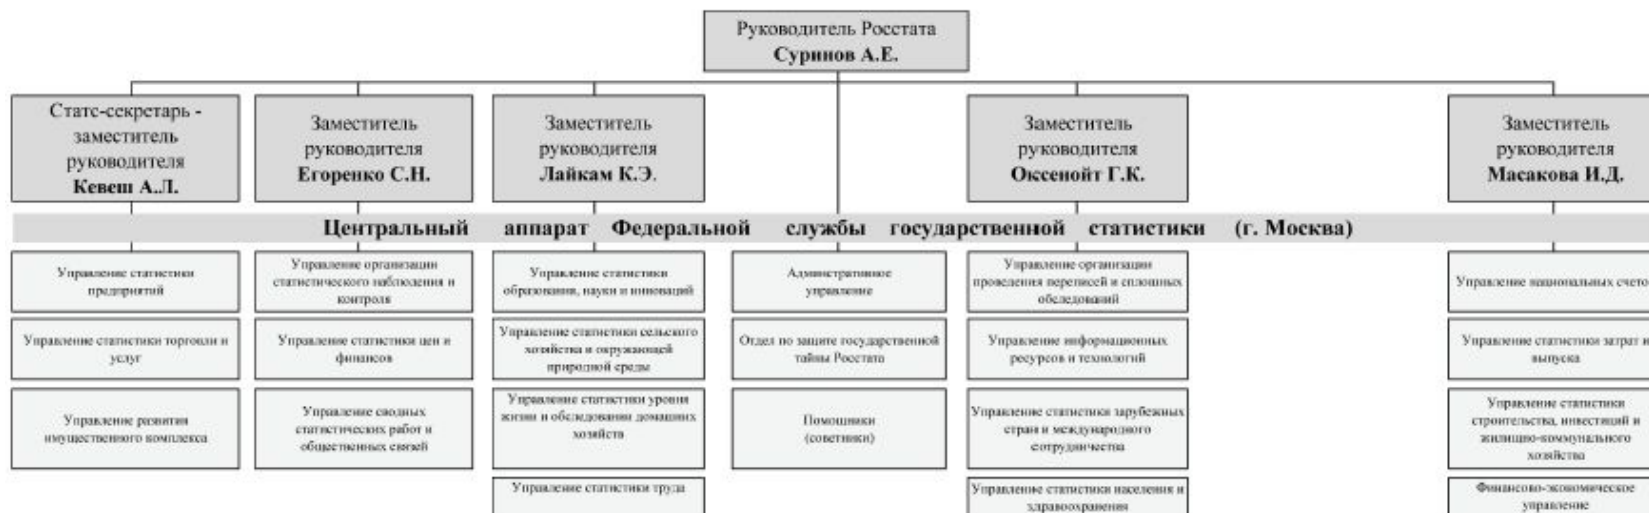 Руководитель Росстата
Суринов А.Е.
Статс-секретарь -
заместитель
руководителя
Кевеш А.Л.
Заместитель
руководителя
Егоренко С.Н.
Заместитель
руководителя
Лайкам К.Э.
Заместитель
руководителя
Оксенойт Г.К.
Заместитель
руководителя
Масакова И.Д.
Центральный аппарат Федеральной службы государственной статистики (г. Москва)
Управление статистики
предприятий
Управление организации
статистического наблюдения и
контроля
Управление статистики
образования, науки и инноваций
Административное
управление
Управление организации
проведения переписей и сплошных
обследований
Управление национальных счето
Управление статистики торговли и
услуг
Управление статистики цен и
финансов
Управление статистики сельского
хозяйства и окружающей
природной среды
Отдел по защите государственной
тайны Росстата
Управление информационных
ресурсов и технологий
Управление статистики затрат и
выпуска
Управление развития
имущественного комплекса
Управление сводных
статистических работ и
общественных связей
Управление статистики уровня
жизни и обследований домашних
хозяйств
Помощники
(советники)
Управление статистики зарубежных
стран и международного
сотрудничества
Управление статистики
строительства, инвестиций и
жилищно-коммунального
хозяйства
Управление статистики труда
Управление статистики населения и
здравоохранения
Финансово-экономическое
управление